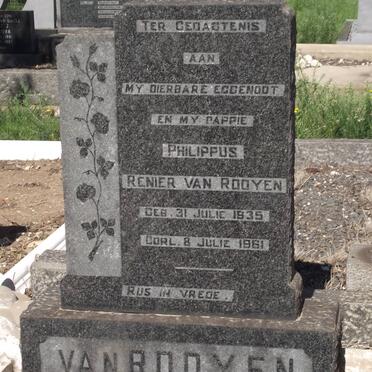 TER GEDAGTENIS
AAN
MY DIERBARE EGGENOOT
EN MY PAPPIE
PHILIPPUS
RENIER VAN ROOYEN
GEB. 31 JULIE 1935
OORL. 8 JULIE 1961
RUS IN VREDE.
VAN ROOYEN